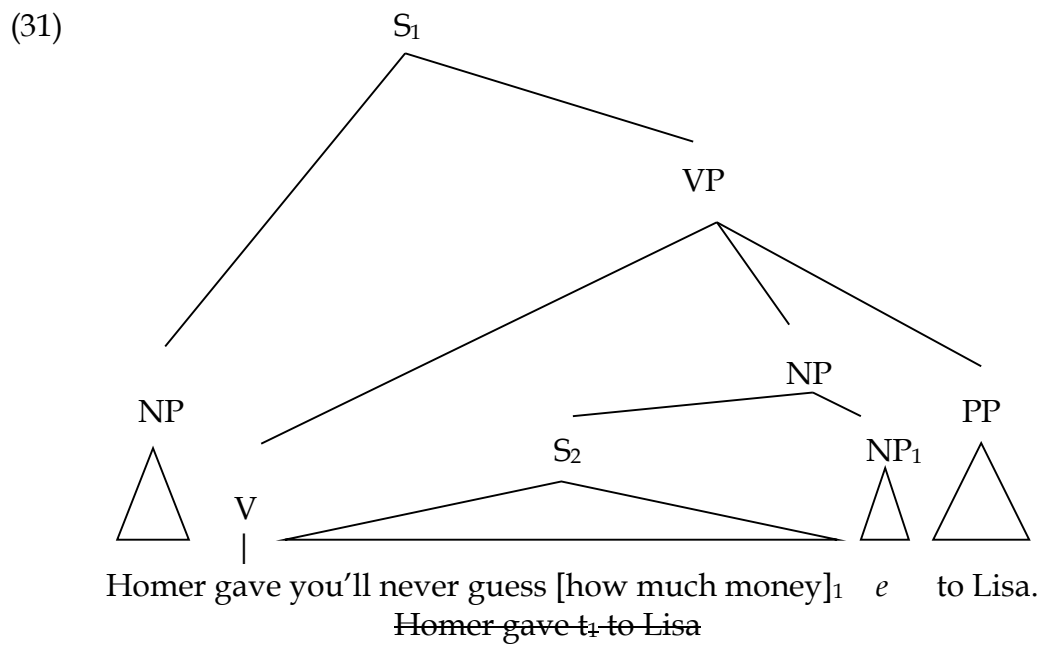 (31) S₁
VP
NP
NP PP
S₂ NP₁
V
Homer gave you’ll never guess [how much money]₁ e to Lisa.
Homer gave t₁ to Lisa